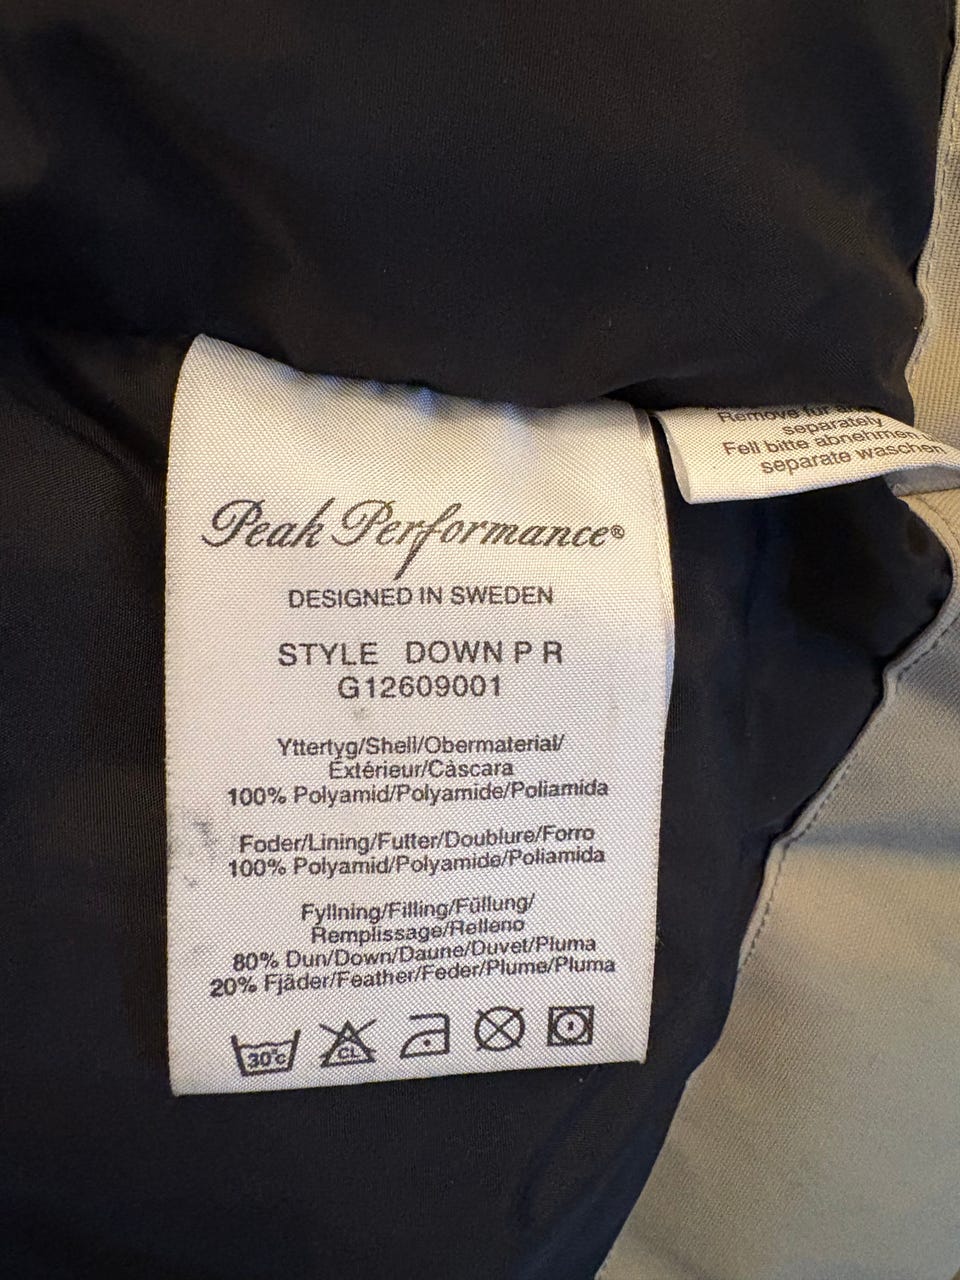 Peak Performance®
DESIGNED IN SWEDEN
STYLE DOWN P R
G12609001
Yttertyg/Shell/Obermaterial/
Extérieur/Càscara
100% Polyamid/Polyamide/Poliamida
Foder/Lining/Futter/Doublure/Forro
100% Polyamid/Polyamide/Poliamida
Fyllning/Filling/Füllung/
Remplissage/Relleno
80% Dun/Down/Daune/Duvet/Pluma
20% Fjäder/Feather/Feder/Plume/Pluma
30°c
CL
Remove fur
separately
Fell bitte abnehmen
separate waschen